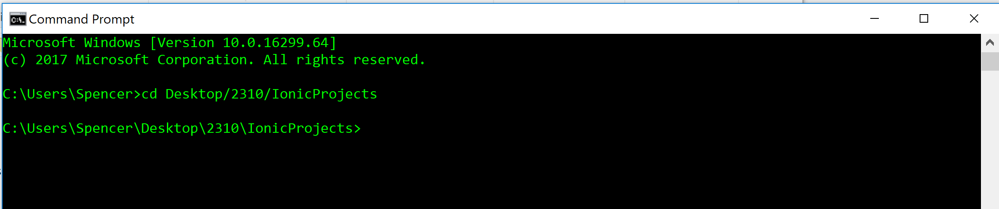 Command Prompt
Microsoft Windows [Version 10.0.16299.64]
(c) 2017 Microsoft Corporation. All rights reserved.
C:\Users\Spencer>cd Desktop/2310/IonicProjects
C:\Users\Spencer\Desktop\2310\IonicProjects>